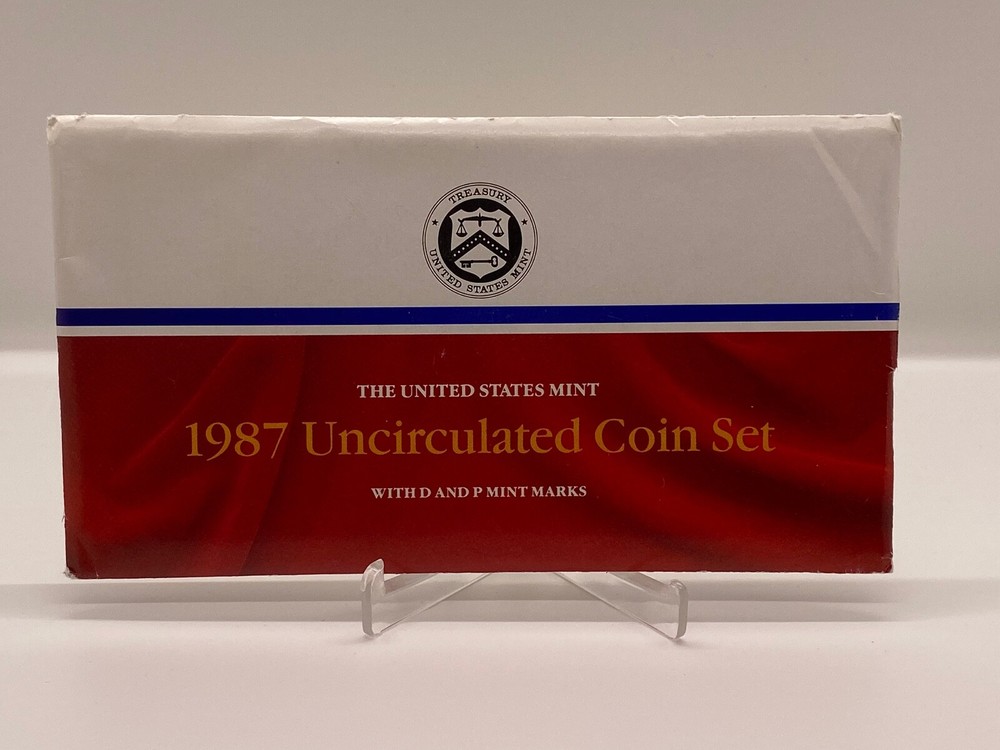 TREASURY
UNITED STATES MINT
THE UNITED STATES MINT
1987 Uncirculated Coin Set
WITH D AND P MINT MARKS